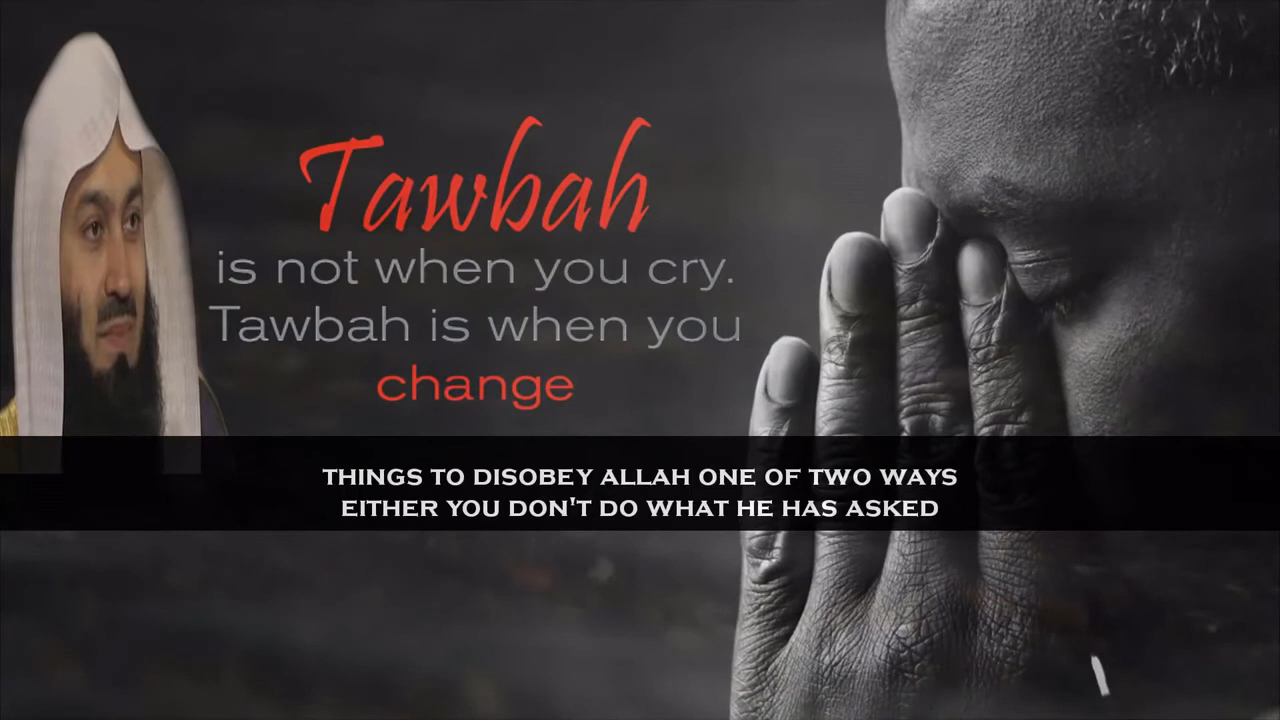 Tawbah
is not when you cry.
Tawbah is when you
change
THINGS TO DISOBEY ALLAH ONE OF TWO WAYS
EITHER YOU DON'T DO WHAT HE HAS ASKED